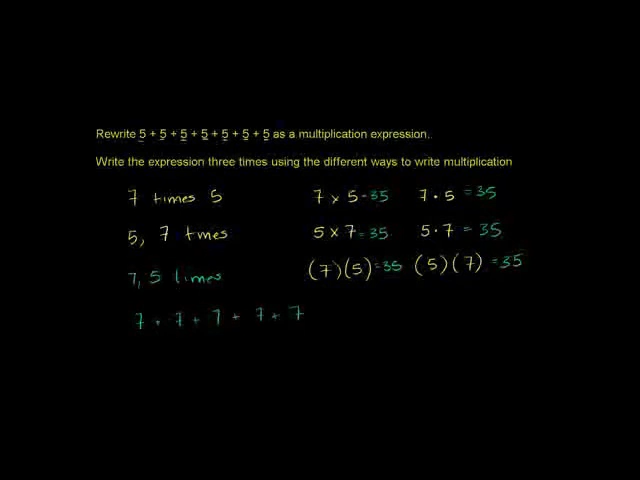 Rewrite 5 + 5 + 5 + 5 + 5 + 5 + 5 as a multiplication expression.
Write the expression three times using the different ways to write multiplication
7 times 5 7 × 5 = 35 7 · 5 = 35
5, 7 times 5 × 7 = 35 5 · 7 = 35
7, 5 times (7)(5) = 35 (5)(7) = 35
7 + 7 + 7 + 7 + 7